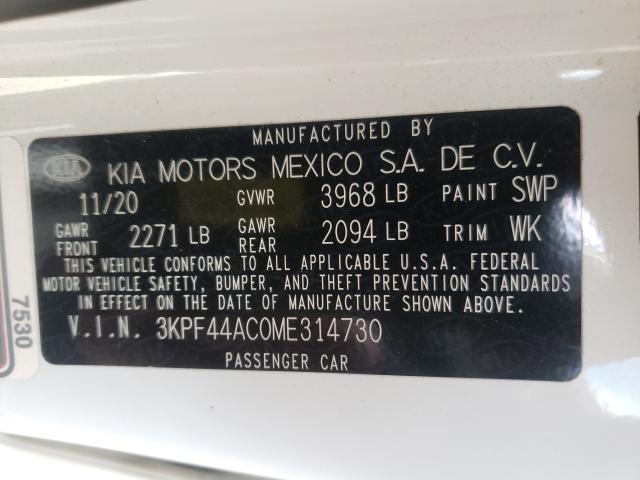 MANUFACTURED BY
KIA KIA MOTORS MEXICO S.A. DE C.V.
11/20 GVWR 3968 LB PAINT SWP
GAWR FRONT 2271 LB GAWR REAR 2094 LB TRIM WK
THIS VEHICLE CONFORMS TO ALL APPLICABLE U.S.A. FEDERAL
MOTOR VEHICLE SAFETY, BUMPER, AND THEFT PREVENTION STANDARDS
IN EFFECT ON THE DATE OF MANUFACTURE SHOWN ABOVE.
V.I.N. 3KPF44AC0ME314730
PASSENGER CAR
7530